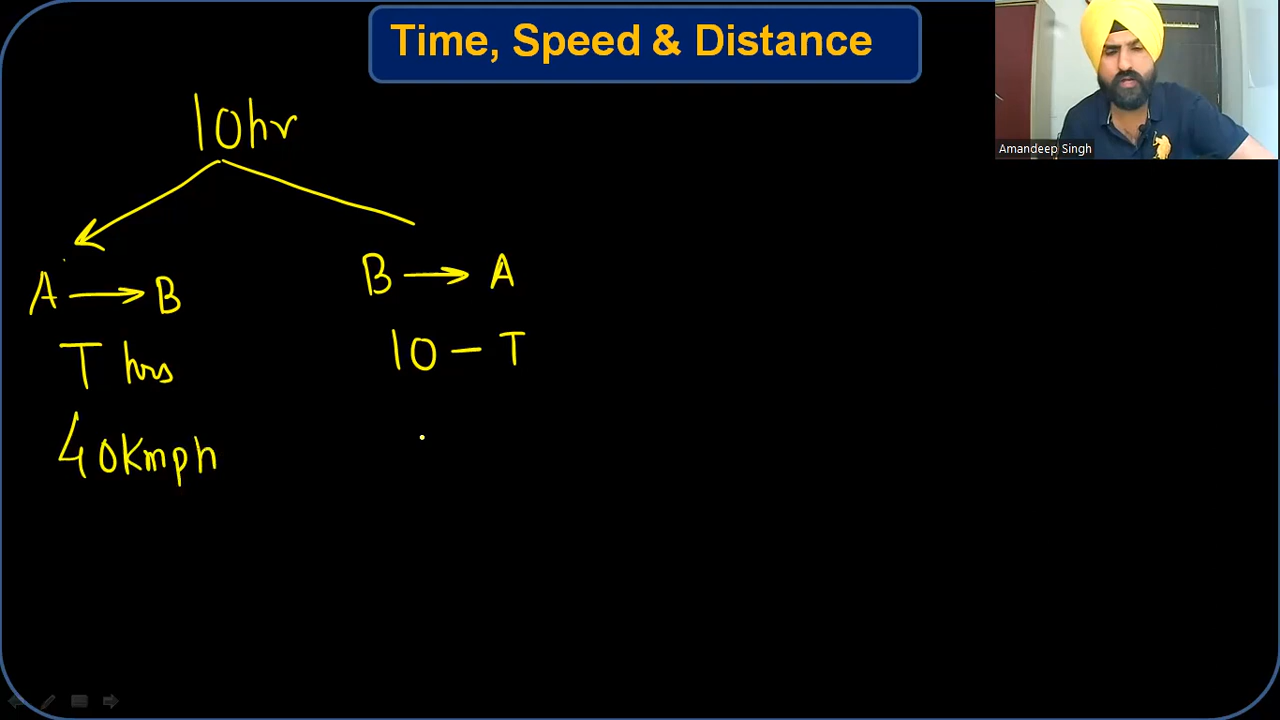 Time, Speed & Distance
Amandeep Singh
10hr
A → B
B → A
T hrs
10 - T
40Kmph